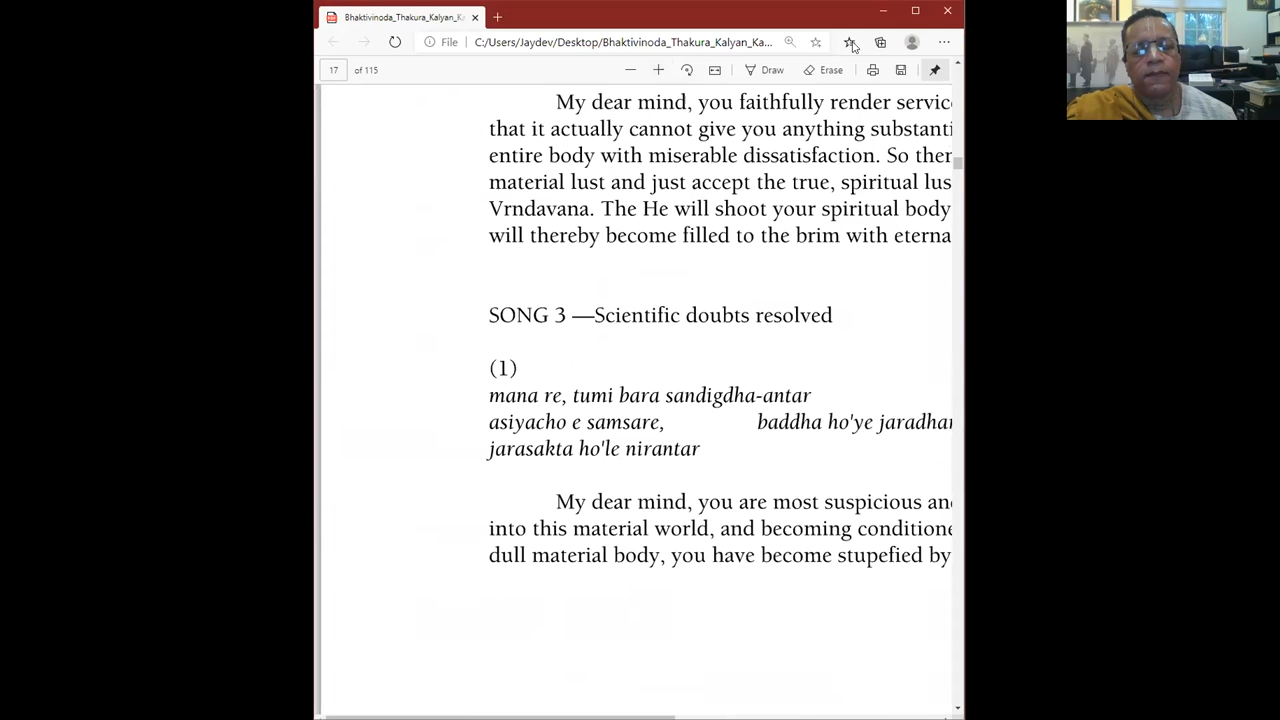 Bhaktivinoda_Thakura_Kalyan_Ka
File C:/Users/Jaydev/Desktop/Bhaktivinoda_Thakura_Kalyan_Ka...
17 of 115 Draw Erase
My dear mind, you faithfully render servic
that it actually cannot give you anything substanti
entire body with miserable dissatisfaction. So ther
material lust and just accept the true, spiritual lus
Vrndavana. The He will shoot your spiritual body
will thereby become filled to the brim with eterna
SONG 3 —Scientific doubts resolved
(1)
mana re, tumi bara sandigdha-antar
asiyacho e samsare, baddha ho'ye jaradhar
jarasakta ho'le nirantar
My dear mind, you are most suspicious an
into this material world, and becoming conditione
dull material body, you have become stupefied by